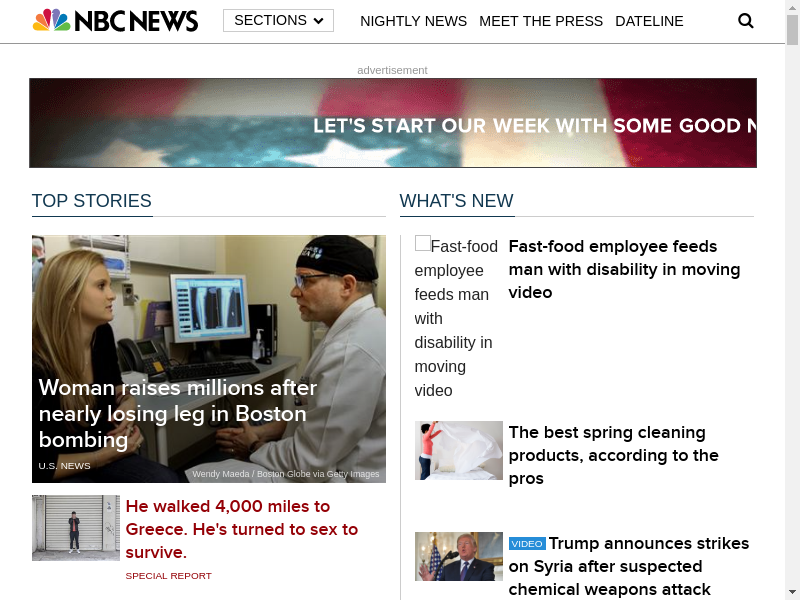 NBC NEWS
SECTIONS
NIGHTLY NEWS
MEET THE PRESS
DATELINE
advertisement
LET'S START OUR WEEK WITH SOME GOOD N
TOP STORIES
Woman raises millions after
nearly losing leg in Boston
bombing
U.S. NEWS
Wendy Maeda / Boston Globe via Getty Images
He walked 4,000 miles to
Greece. He's turned to sex to
survive.
SPECIAL REPORT
WHAT'S NEW
Fast-food
employee
feeds man
with
disability in
moving
video
Fast-food employee feeds
man with disability in moving
video
The best spring cleaning
products, according to the
pros
VIDEO Trump announces strikes
on Syria after suspected
chemical weapons attack